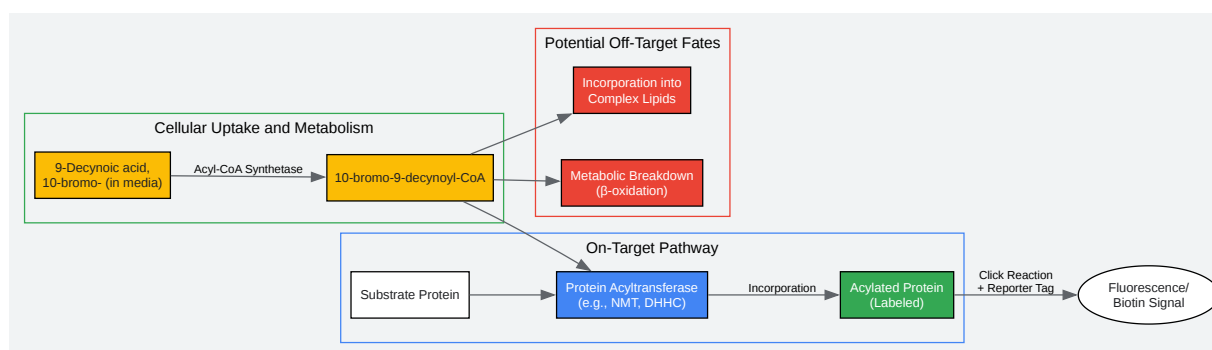 Potential Off-Target Fates
Incorporation into
Complex Lipids
Cellular Uptake and Metabolism
9-Decynoic acid,
10-bromo- (in media)
Acyl-CoA Synthetase
10-bromo-9-decynoyl-CoA
Metabolic Breakdown
(β-oxidation)
On-Target Pathway
Substrate Protein
Protein Acyltransferase
(e.g., NMT, DHHC)
Incorporation
Acylated Protein
(Labeled)
Click Reaction
+ Reporter Tag
Fluorescence/
Biotin Signal